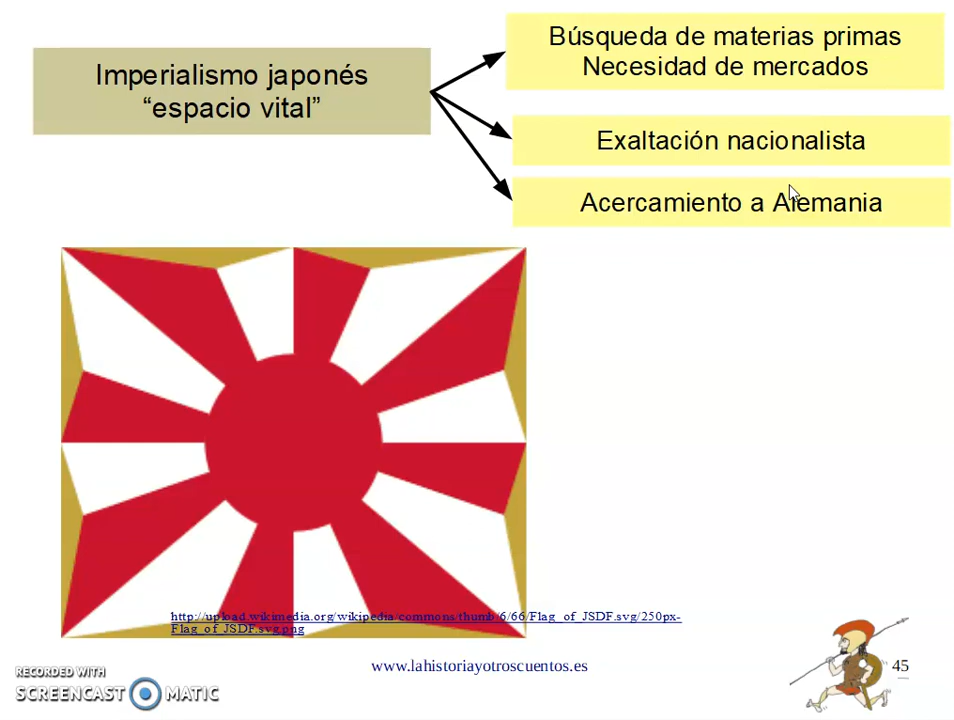 Imperialismo japonés
“espacio vital”
Búsqueda de materias primas
Necesidad de mercados
Exaltación nacionalista
Acercamiento a Alemania
http://upload.wikimedia.org/wikipedia/commons/thumb/6/66/Flag_of_JSDF.svg/250px-
Flag_of_JSDF.svg.png
www.lahistoriayotroscuentos.es
45
RECORDED WITH
SCREENCAST MATIC